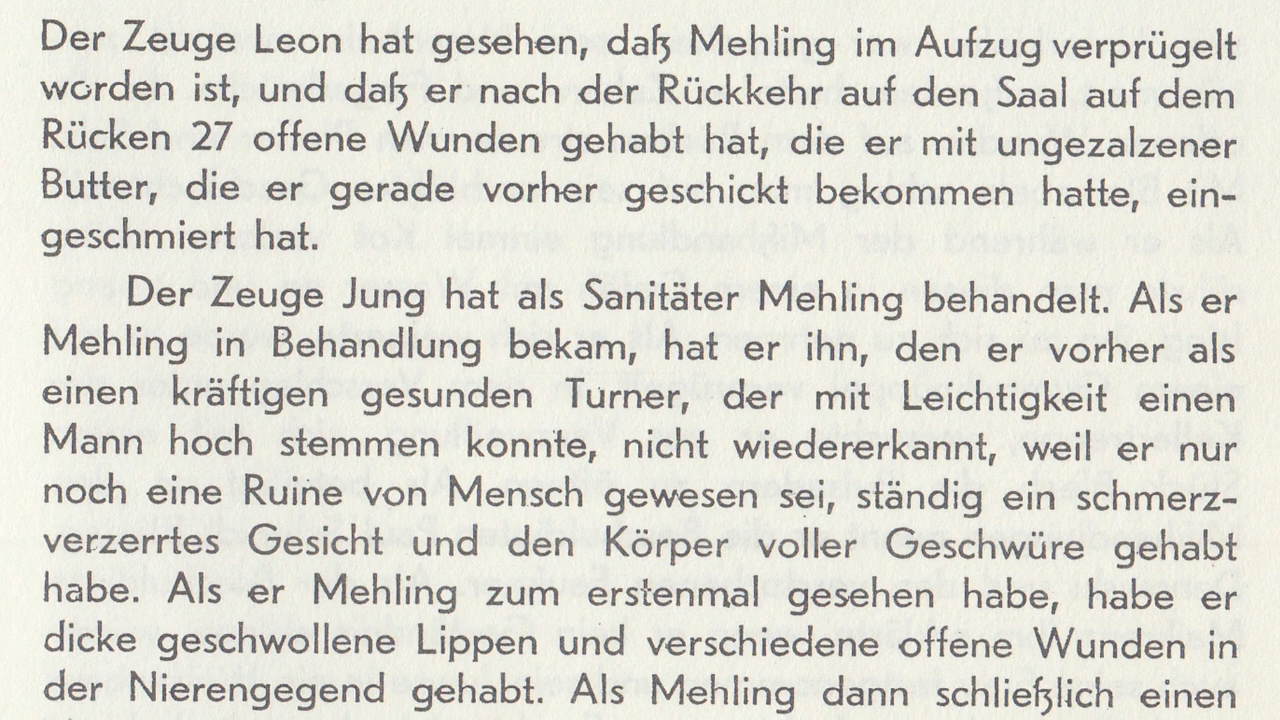 Der Zeuge Leon hat gesehen, daß Mehling im Aufzug verprügelt
worden ist, und daß er nach der Rückkehr auf den Saal auf dem
Rücken 27 offene Wunden gehabt hat, die er mit ungezalzener
Butter, die er gerade vorher geschickt bekommen hatte, ein-
geschmiert hat.
Der Zeuge Jung hat als Sanitäter Mehling behandelt. Als er
Mehling in Behandlung bekam, hat er ihn, den er vorher als
einen kräftigen gesunden Turner, der mit Leichtigkeit einen
Mann hoch stemmen konnte, nicht wiedererkannt, weil er nur
noch eine Ruine von Mensch gewesen sei, ständig ein schmerz-
verzerrtes Gesicht und den Körper voller Geschwüre gehabt
habe. Als er Mehling zum erstenmal gesehen habe, habe er
dicke geschwollene Lippen und verschiedene offene Wunden in
der Nierengegend gehabt. Als Mehling dann schließlich einen